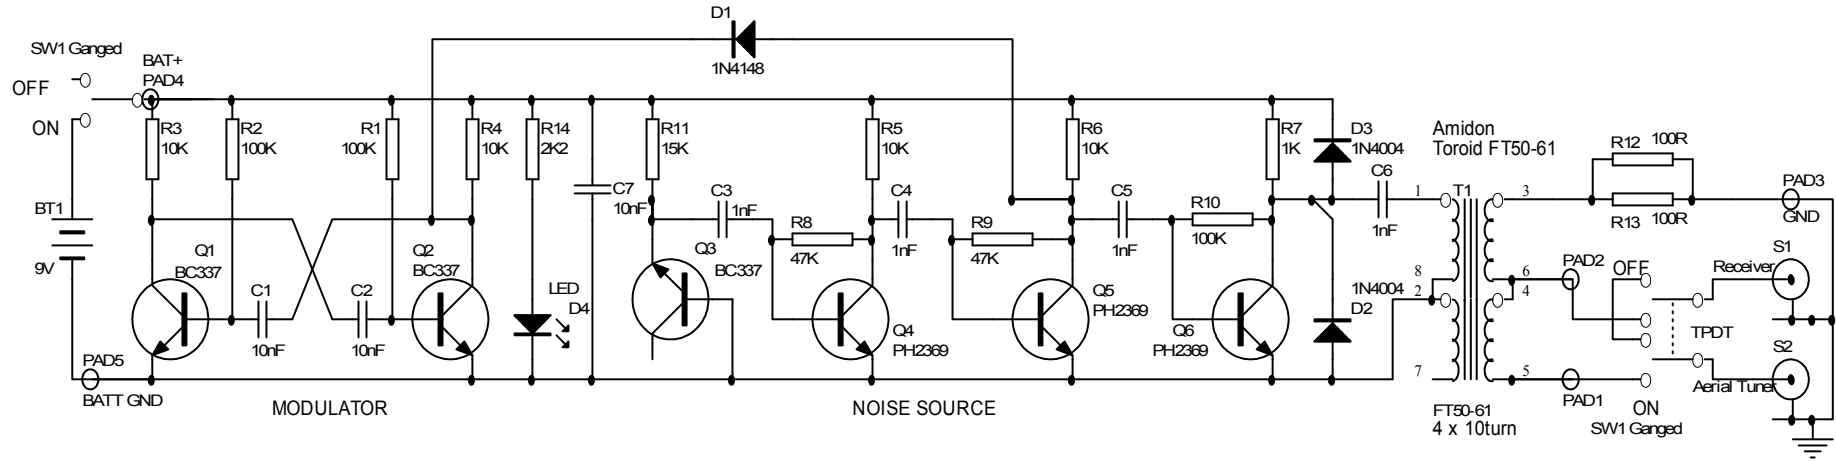 D1
1N4148
SW1 Ganged
BAT+
PAD4
OFF
ON
R3
10K
R2
100K
R1
100K
R4
10K
R14
2K2
R11
15K
R5
10K
R6
10K
R7
1K
D3
1N4004
Amidon
Toroid FT50-61
R12
100R
C7
10nF
C3
1nF
C4
1nF
C5
1nF
R10
100K
C6
1nF
1
T1
3
R13
100R
PAD3
GND
BT1
9V
R8
47K
R9
47K
Q1
BC337
Q2
BC337
Q3
BC337
C1
10nF
C2
10nF
LED
D4
Q4
PH2369
Q5
PH2369
Q6
PH2369
1N4004
D2
8
2
6
4
PAD2
OFF
Receiver
S1
TPDT
S2
Aerial Tuner
7
5
PAD1
ON
SW1 Ganged
PAD5
BATT GND
MODULATOR
NOISE SOURCE
FT50-61
4 x 10turn